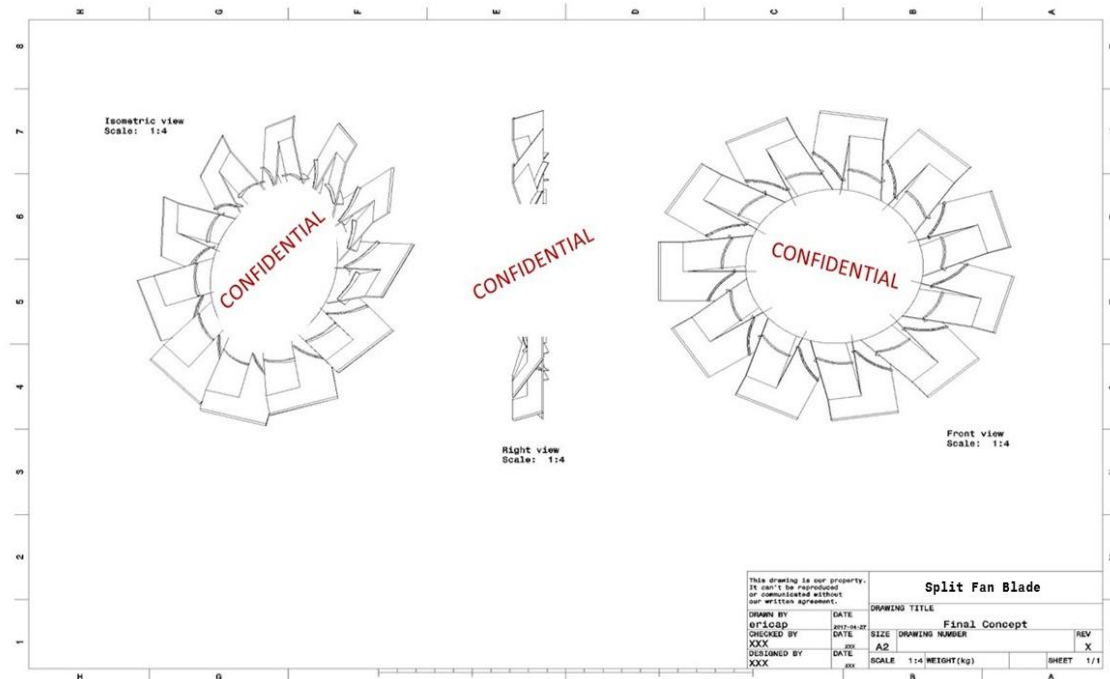 H G F E D C B A
8
7
6
5
4
3
2
1
Isometric view
Scale: 1:4
CONFIDENTIAL
CONFIDENTIAL
CONFIDENTIAL
Right view
Scale: 1:4
Front view
Scale: 1:4
This drawing is our property.
It can't be reproduced
or communicated without
our written agreement.
Split Fan Blade
DRAWING TITLE
Final Concept
DRAWN BY DATE
ericap
CHECKED BY DATE
XXX XXX
DESIGNED BY DATE
XXX XXX
SIZE DRAWING NUMBER REV
A2 X
SCALE 1:4 WEIGHT(kg) SHEET 1/1
H G B A